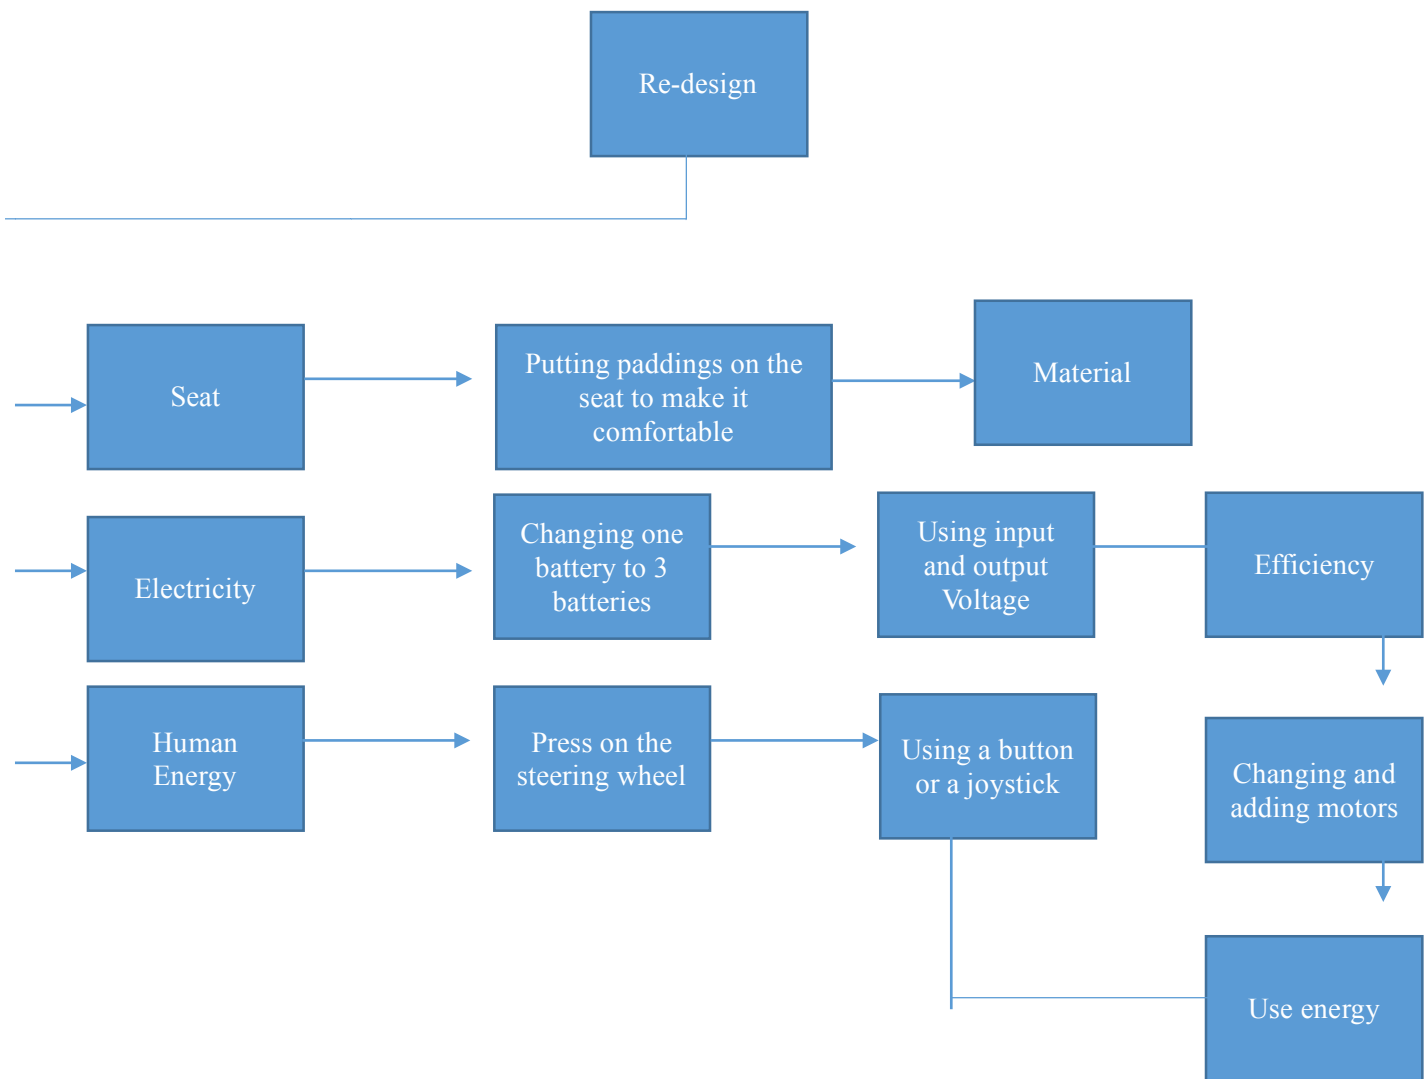 Re-design
Seat
Putting paddings on the
seat to make it
comfortable
Material
Electricity
Changing one
battery to 3
batteries
Using input
and output
Voltage
Efficiency
Human
Energy
Press on the
steering wheel
Using a button
or a joystick
Changing and
adding motors
Use energy